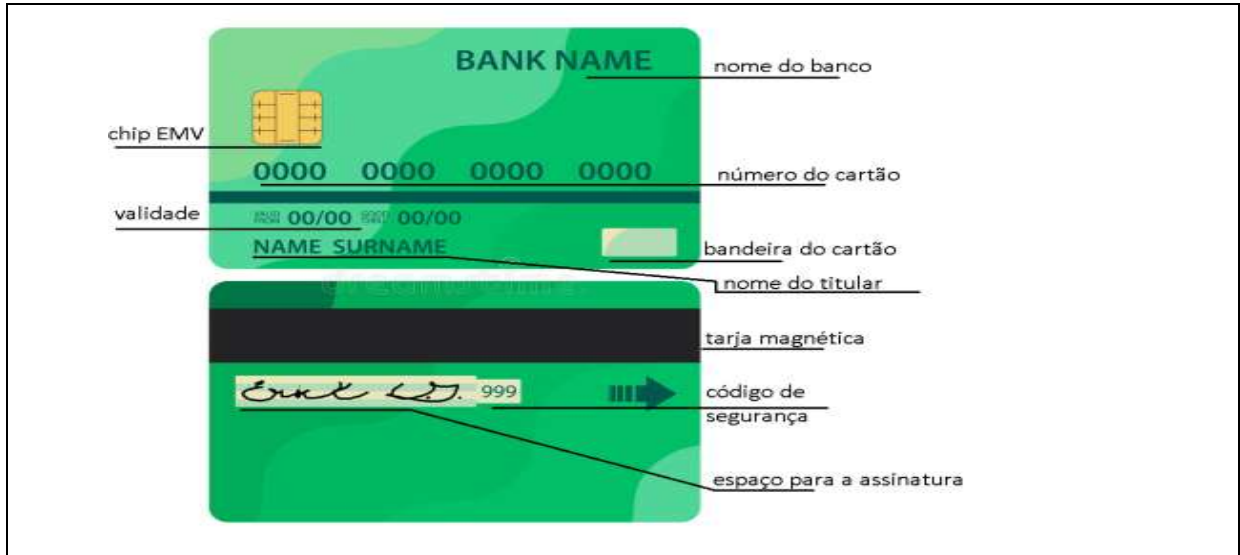 BANK NAME
nome do banco
chip EMV
0000 0000 0000 0000
número do cartão
validade
00/00 00/00
NAME SURNAME
bandeira do cartão
nome do titular
tarja magnética
999
código de
segurança
espaço para a assinatura